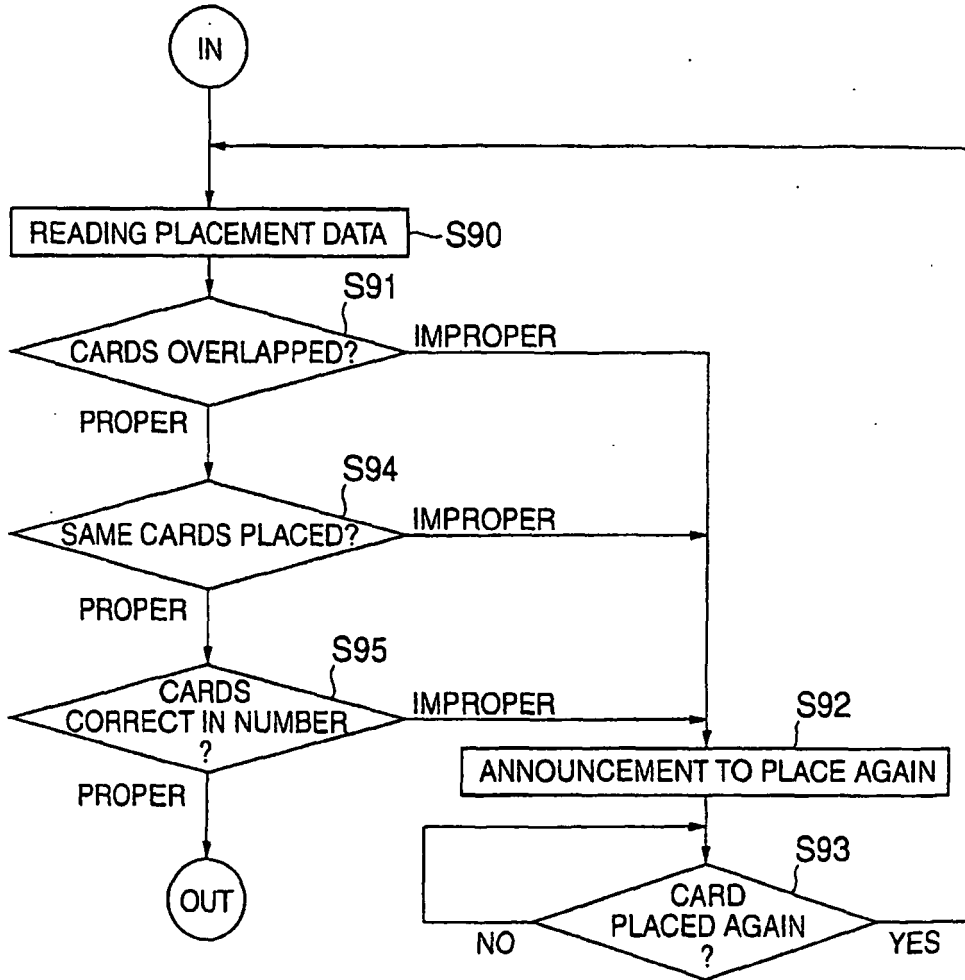 IN
READING PLACEMENT DATA
S90
S91
CARDS OVERLAPPED?
IMPROPER
PROPER
S94
SAME CARDS PLACED?
IMPROPER
PROPER
S95
CARDS
CORRECT IN NUMBER
?
IMPROPER
PROPER
S92
ANNOUNCEMENT TO PLACE AGAIN
S93
CARD
PLACED AGAIN
?
NO
YES
OUT